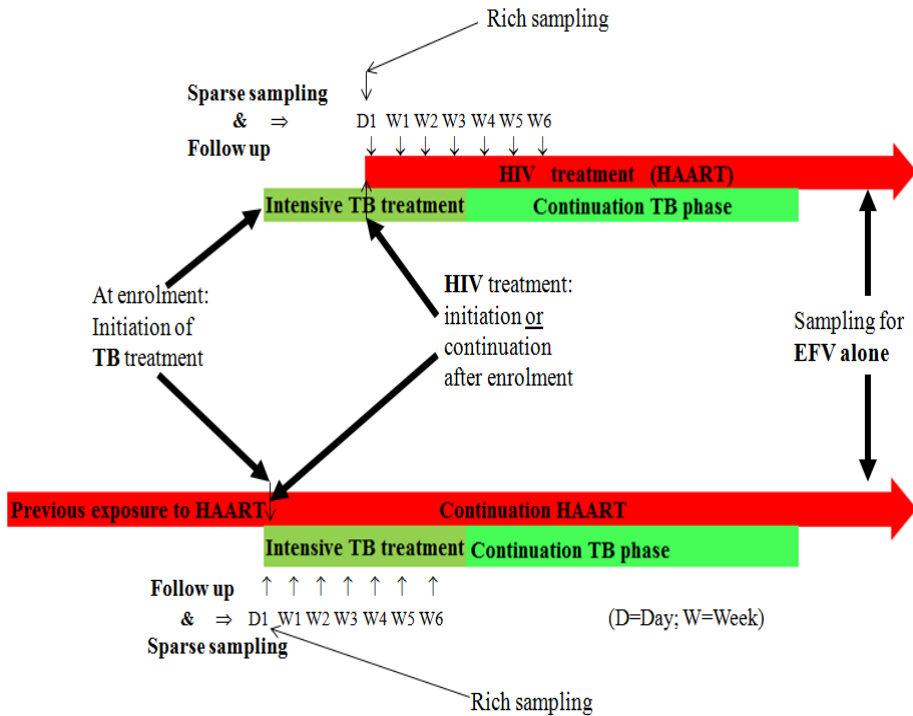 Rich sampling
Sparse sampling
& ⇒
Follow up
D1 W1 W2 W3 W4 W5 W6
HIV treatment (HAART)
Intensive TB treatment
Continuation TB phase
At enrolment:
Initiation of
TB treatment
HIV treatment:
initiation or
continuation
after enrolment
Sampling for
EFV alone
Previous exposure to HAART
Continuation HAART
Intensive TB treatment
Continuation TB phase
Follow up
& ⇒
Sparse sampling
D1 W1 W2 W3 W4 W5 W6
(D=Day; W=Week)
Rich sampling